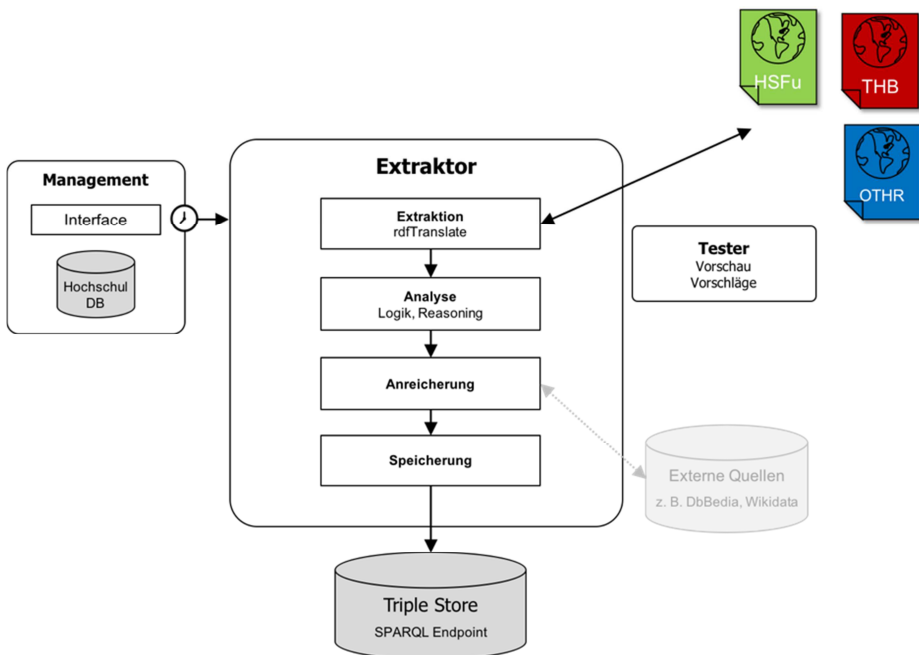 HSFu
THB
OTHR
Management
Interface
Hochschul
DB
Extraktor
Extraktion
rdfTranslate
Analyse
Logik, Reasoning
Anreicherung
Speicherung
Tester
Vorschau
Vorschläge
Externe Quellen
z. B. DbBedia, Wikidata
Triple Store
SPARQL Endpoint